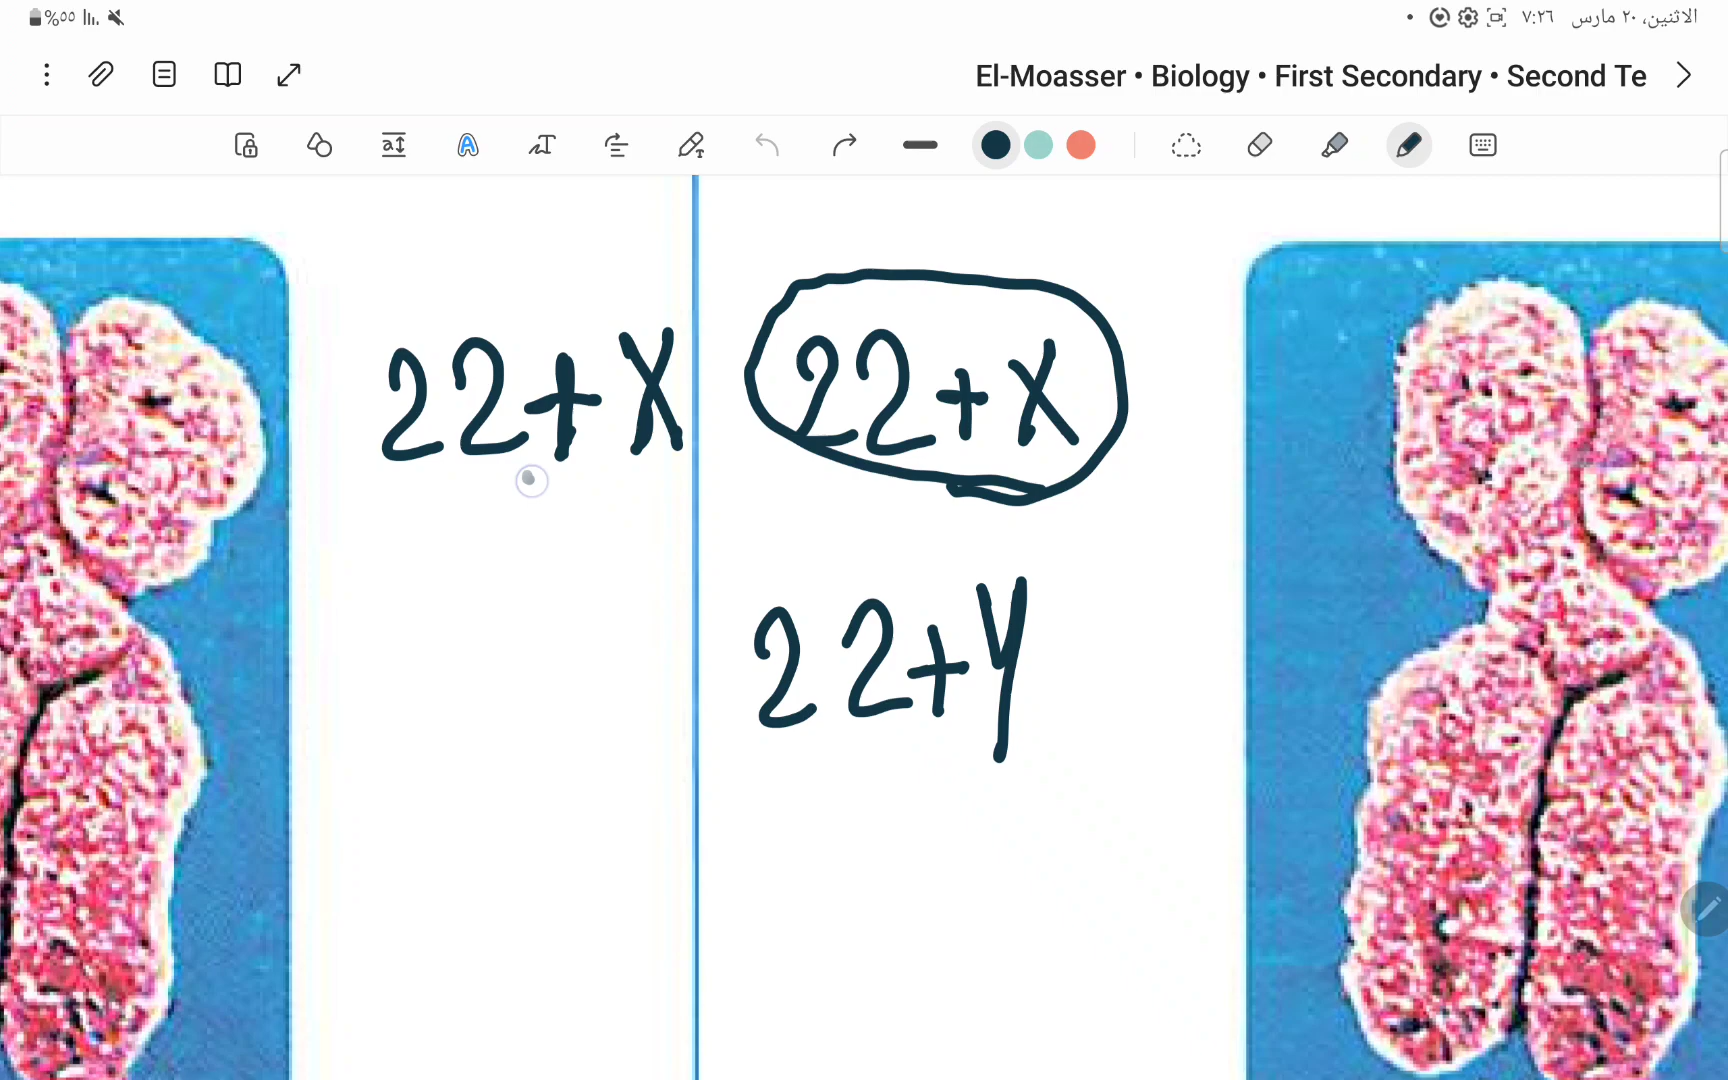 %٥٥
الاثنين، ٢٠ مارس ٧:٢٦
El-Moasser • Biology • First Secondary • Second Te
22+X
22+X
22+Y